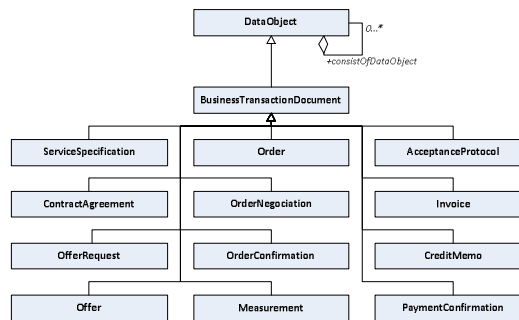 DataObject
0...*
+consistOfDataObject
BusinessTransactionDocument
ServiceSpecification
Order
AcceptanceProtocol
ContractAgreement
OrderNegociation
Invoice
OfferRequest
OrderConfirmation
CreditMemo
Offer
Measurement
PaymentConfirmation